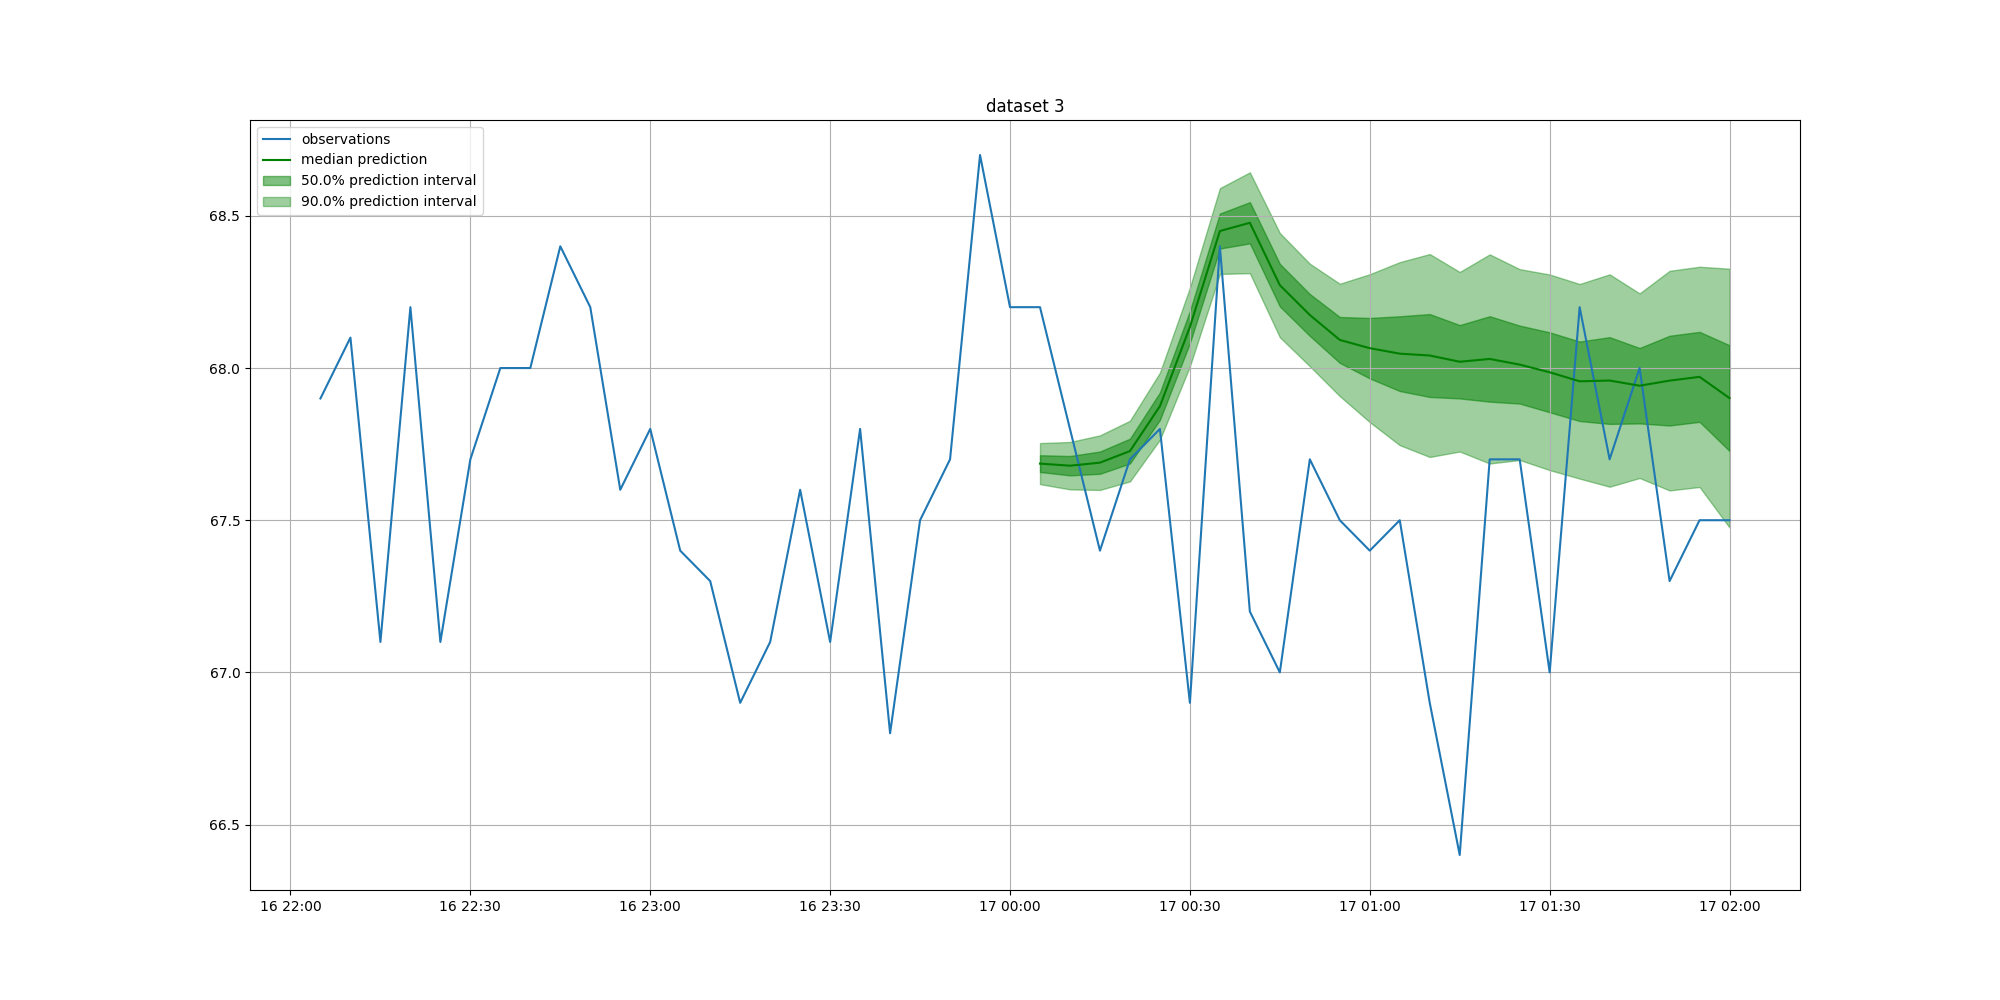 dataset 3
observations
median prediction
50.0% prediction interval
90.0% prediction interval
68.5
68.0
67.5
67.0
66.5
16 22:00 16 22:30 16 23:00 16 23:30 17 00:00 17 00:30 17 01:00 17 01:30 17 02:00